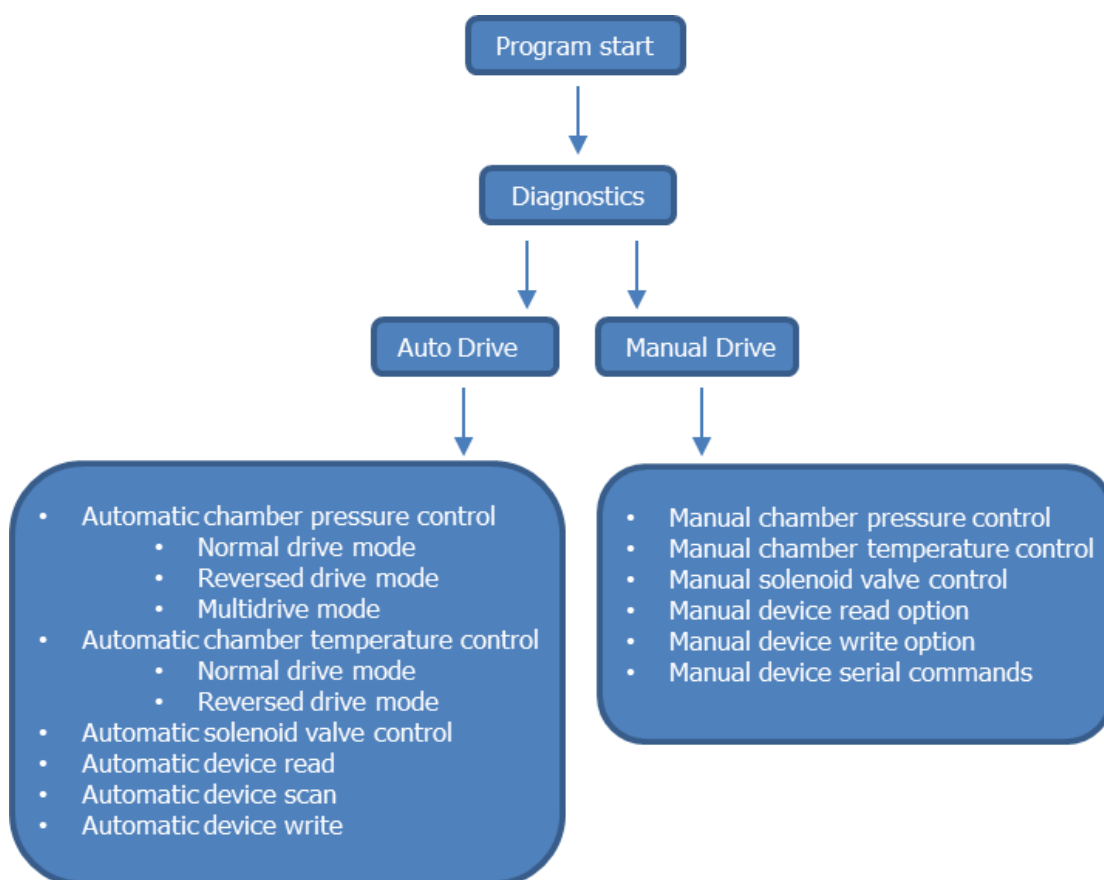 Program start
Diagnostics
Auto Drive
Manual Drive
• Automatic chamber pressure control
• Normal drive mode
• Reversed drive mode
• Multidrive mode
• Automatic chamber temperature control
• Normal drive mode
• Reversed drive mode
• Automatic solenoid valve control
• Automatic device read
• Automatic device scan
• Automatic device write
• Manual chamber pressure control
• Manual chamber temperature control
• Manual solenoid valve control
• Manual device read option
• Manual device write option
• Manual device serial commands